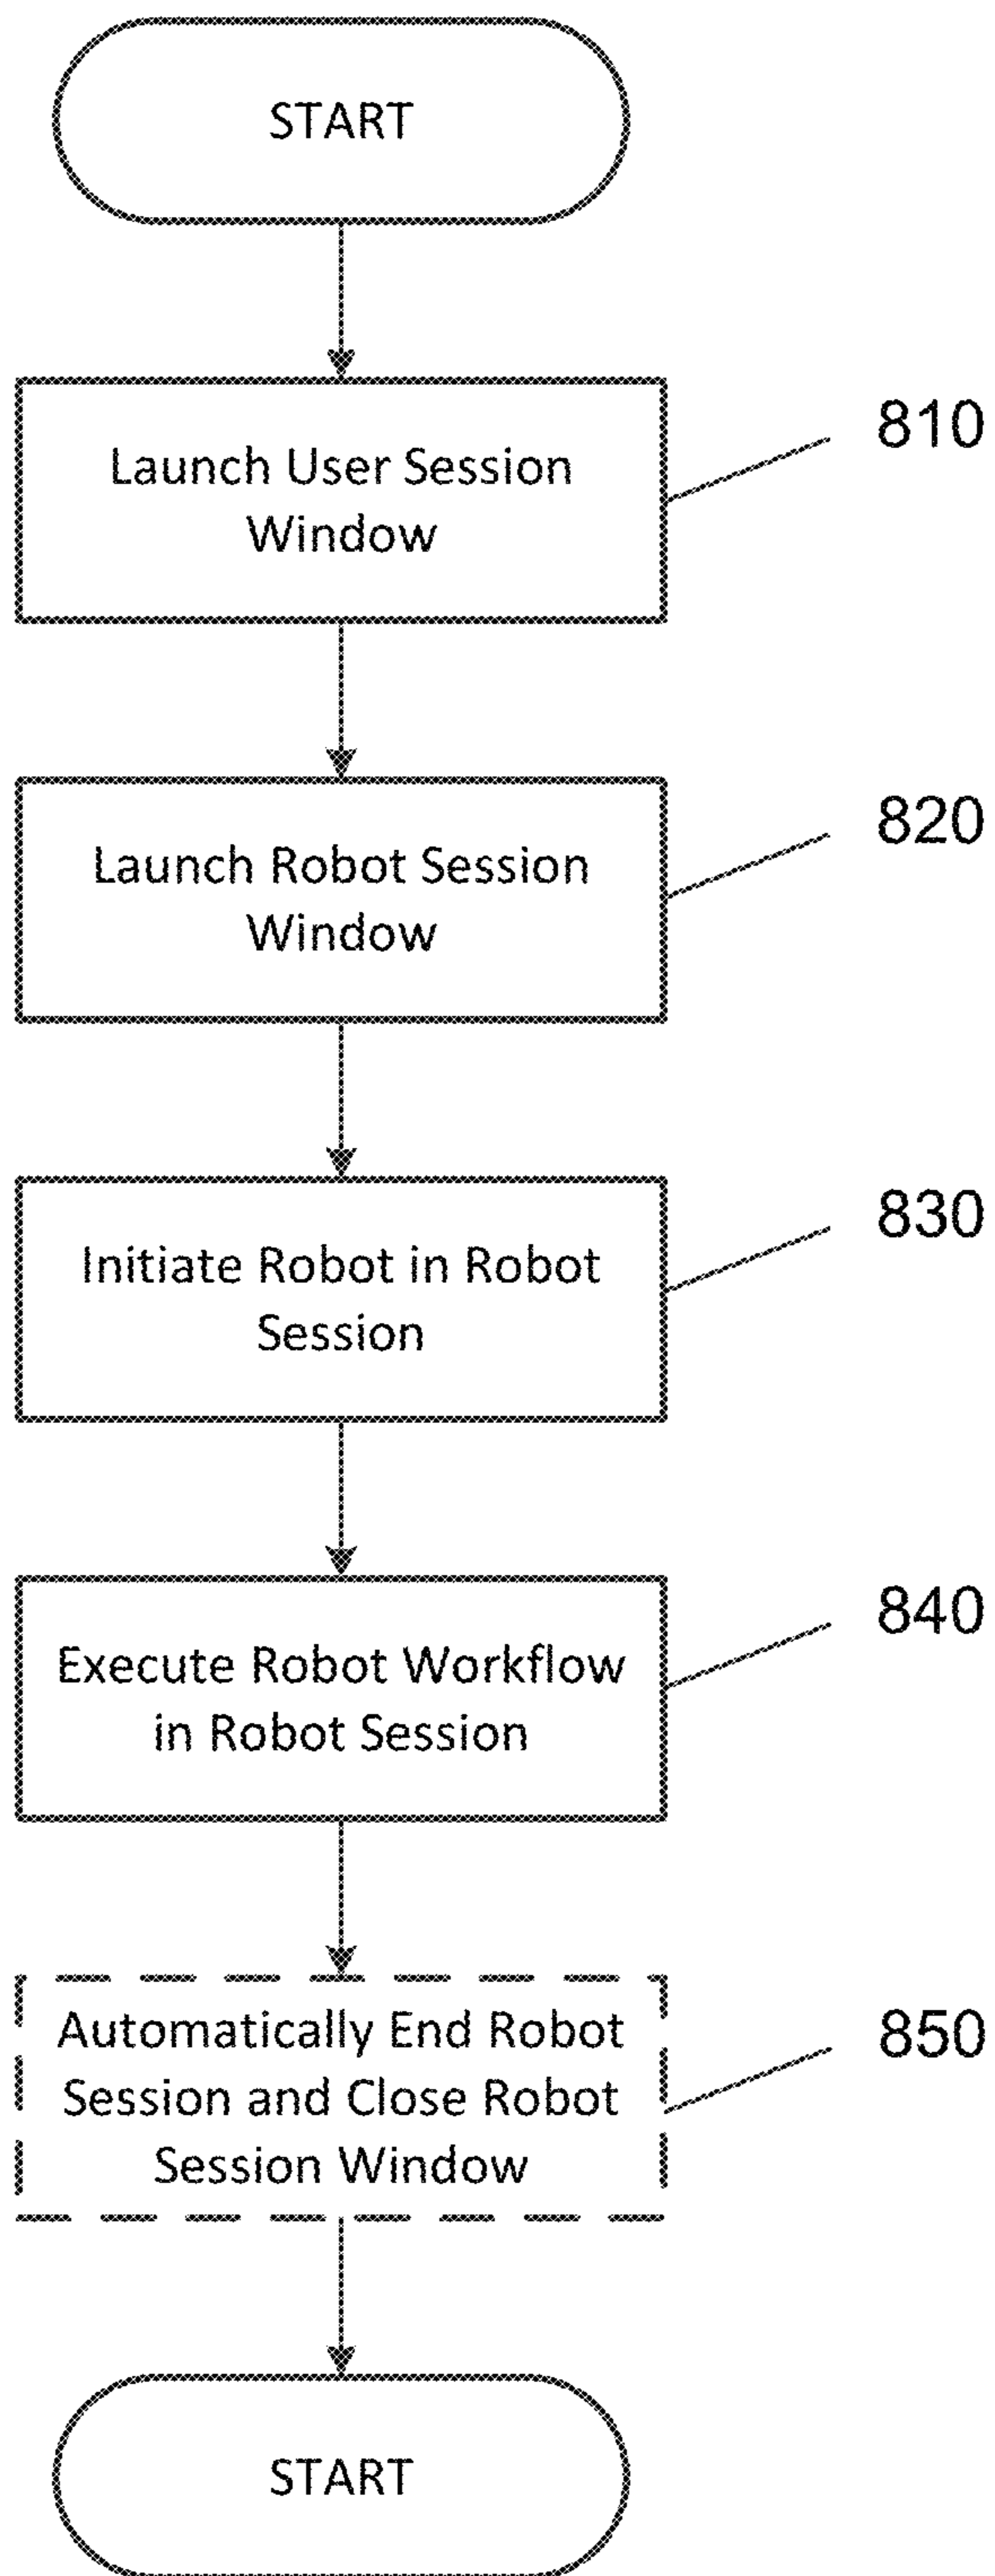 START
Launch User Session
Window
810
Launch Robot Session
Window
820
Initiate Robot in Robot
Session
830
Execute Robot Workflow
in Robot Session
840
Automatically End Robot
Session and Close Robot
Session Window
850
START